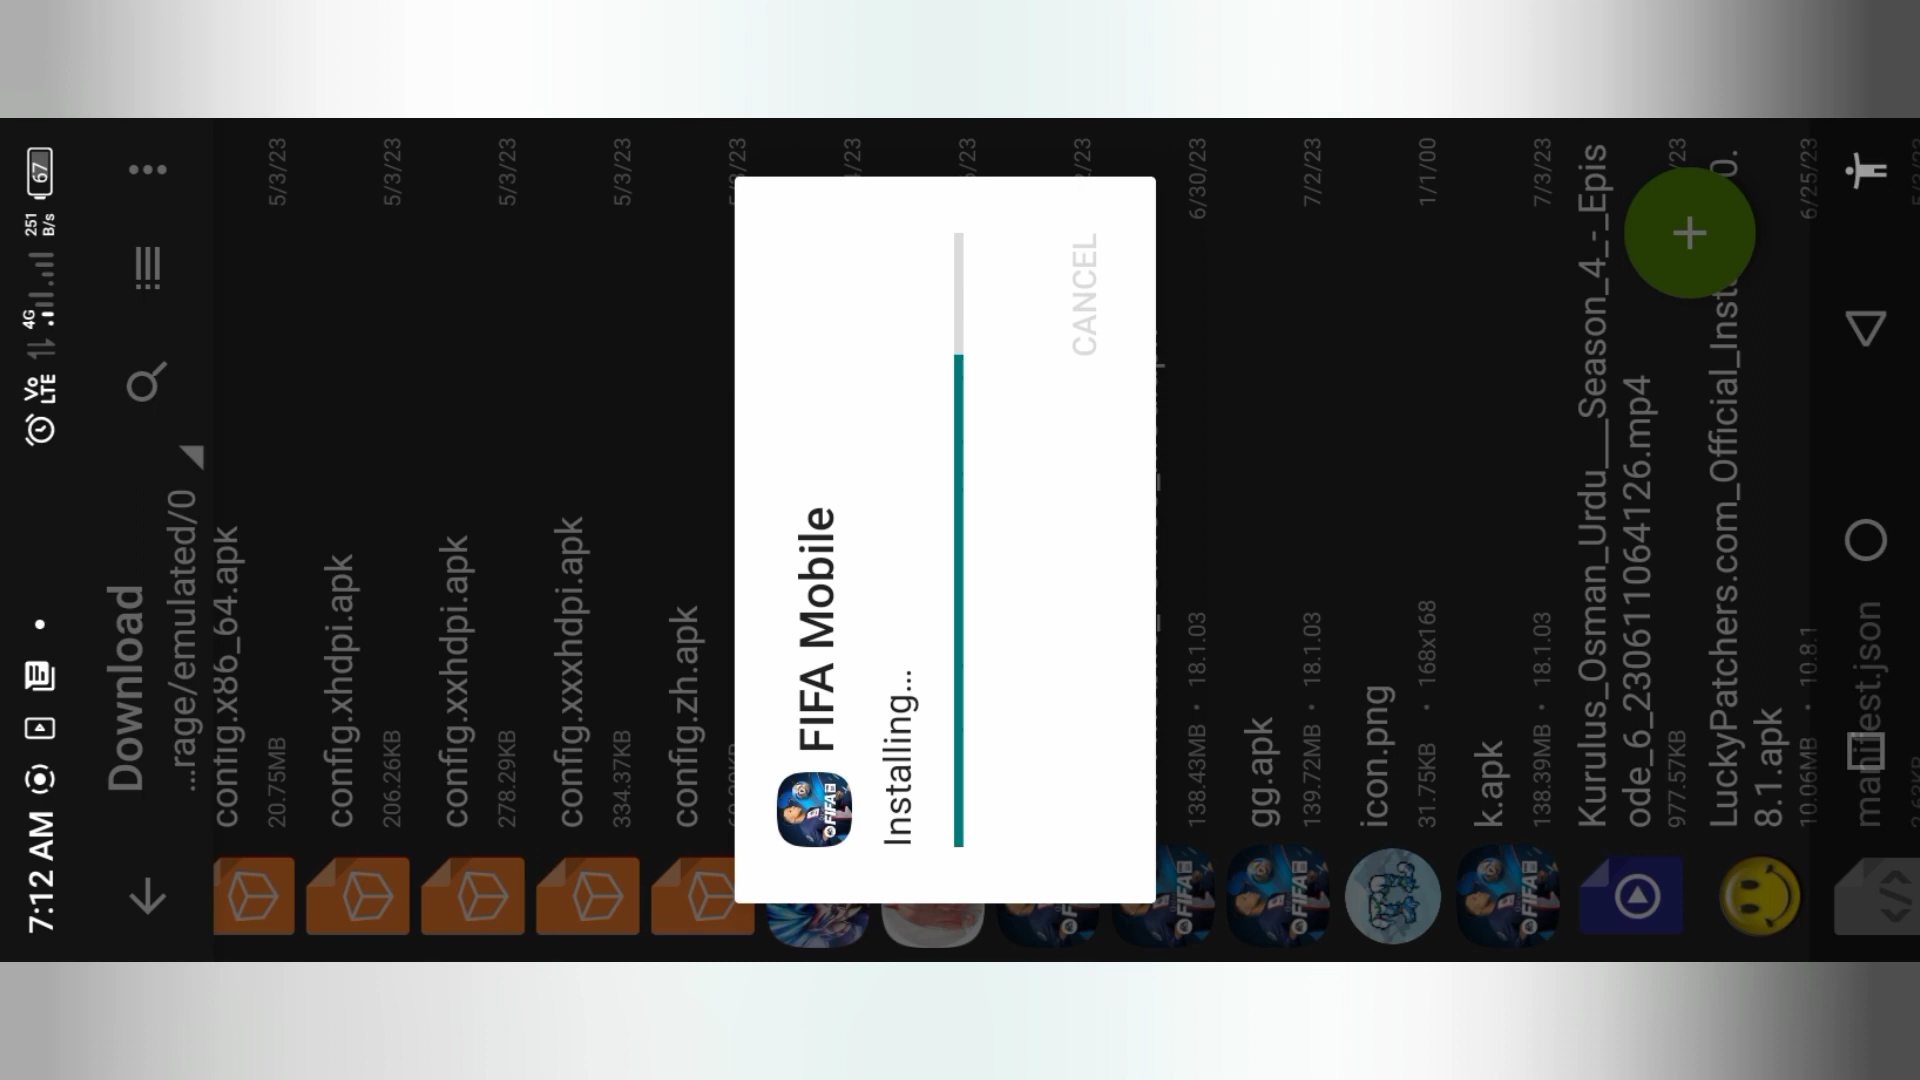 7:12 AM
Vo
LTE
4G
251
B/s
67
Download
...rage/emulated/0
config.x86_64.apk
20.75MB
5/3/23
config.xhdpi.apk
206.26KB
5/3/23
config.xxhdpi.apk
278.29KB
5/3/23
config.xxxhdpi.apk
334.37KB
5/3/23
config.zh.apk
FIFA Mobile
Installing...
CANCEL
138.43MB · 18.1.03
6/30/23
gg.apk
139.72MB · 18.1.03
7/2/23
icon.png
31.75KB · 168x168
1/1/00
k.apk
138.39MB · 18.1.03
7/3/23
Kurulus_Osman_Urdu___Season_4_-_Epis
ode_6_230611064126.mp4
977.57KB
LuckyPatchers.com_Official_Inst
8.1.apk
10.06MB · 10.8.1
6/25/23
manifest.json